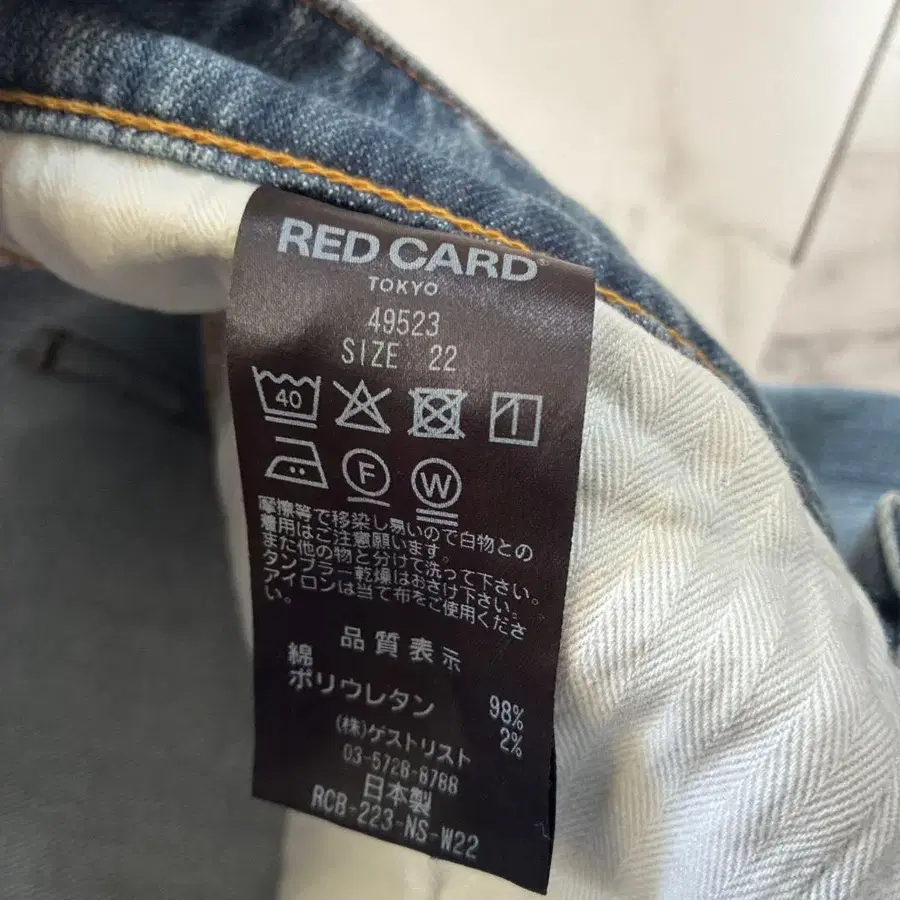 RED CARD
TOKYO
49523
SIZE 22
40
F W
摩擦等で移染し易いので白物との
着用はご注意願います。
また他の物と分けて洗って下さい。
タンブラー乾燥はおさけ下さい。
アイロンは当て布をご使用くださ
い。
品質表示
綿 98%
ポリウレタン 2%
(株)ゲストリスト
03-5728-8788
日本製
RCB-223-NS-W22